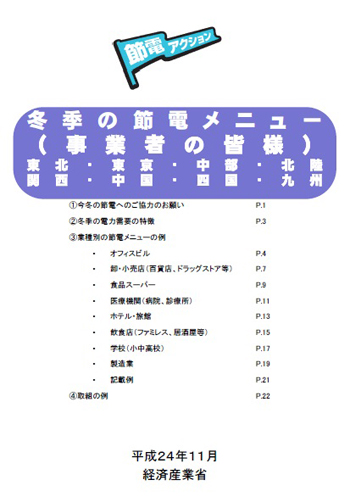 節電アクション
冬季の節電メニュー
(事業者の皆様)
東北・東京・中部・北陸
関西・中国・四国・九州
①今冬の節電へのご協力のお願い P.1
②冬季の電力需要の特徴 P.3
③業種別の節電メニューの例
・ オフィスビル P.4
・ 卸・小売店(百貨店、ドラッグストア等) P.7
・ 食品スーパー P.9
・ 医療機関(病院、診療所) P.11
・ ホテル・旅館 P.13
・ 飲食店(ファミレス、居酒屋等) P.15
・ 学校(小中高校) P.17
・ 製造業 P.19
・ 記載例 P.21
④取組の例 P.22
平成24年11月
経済産業省